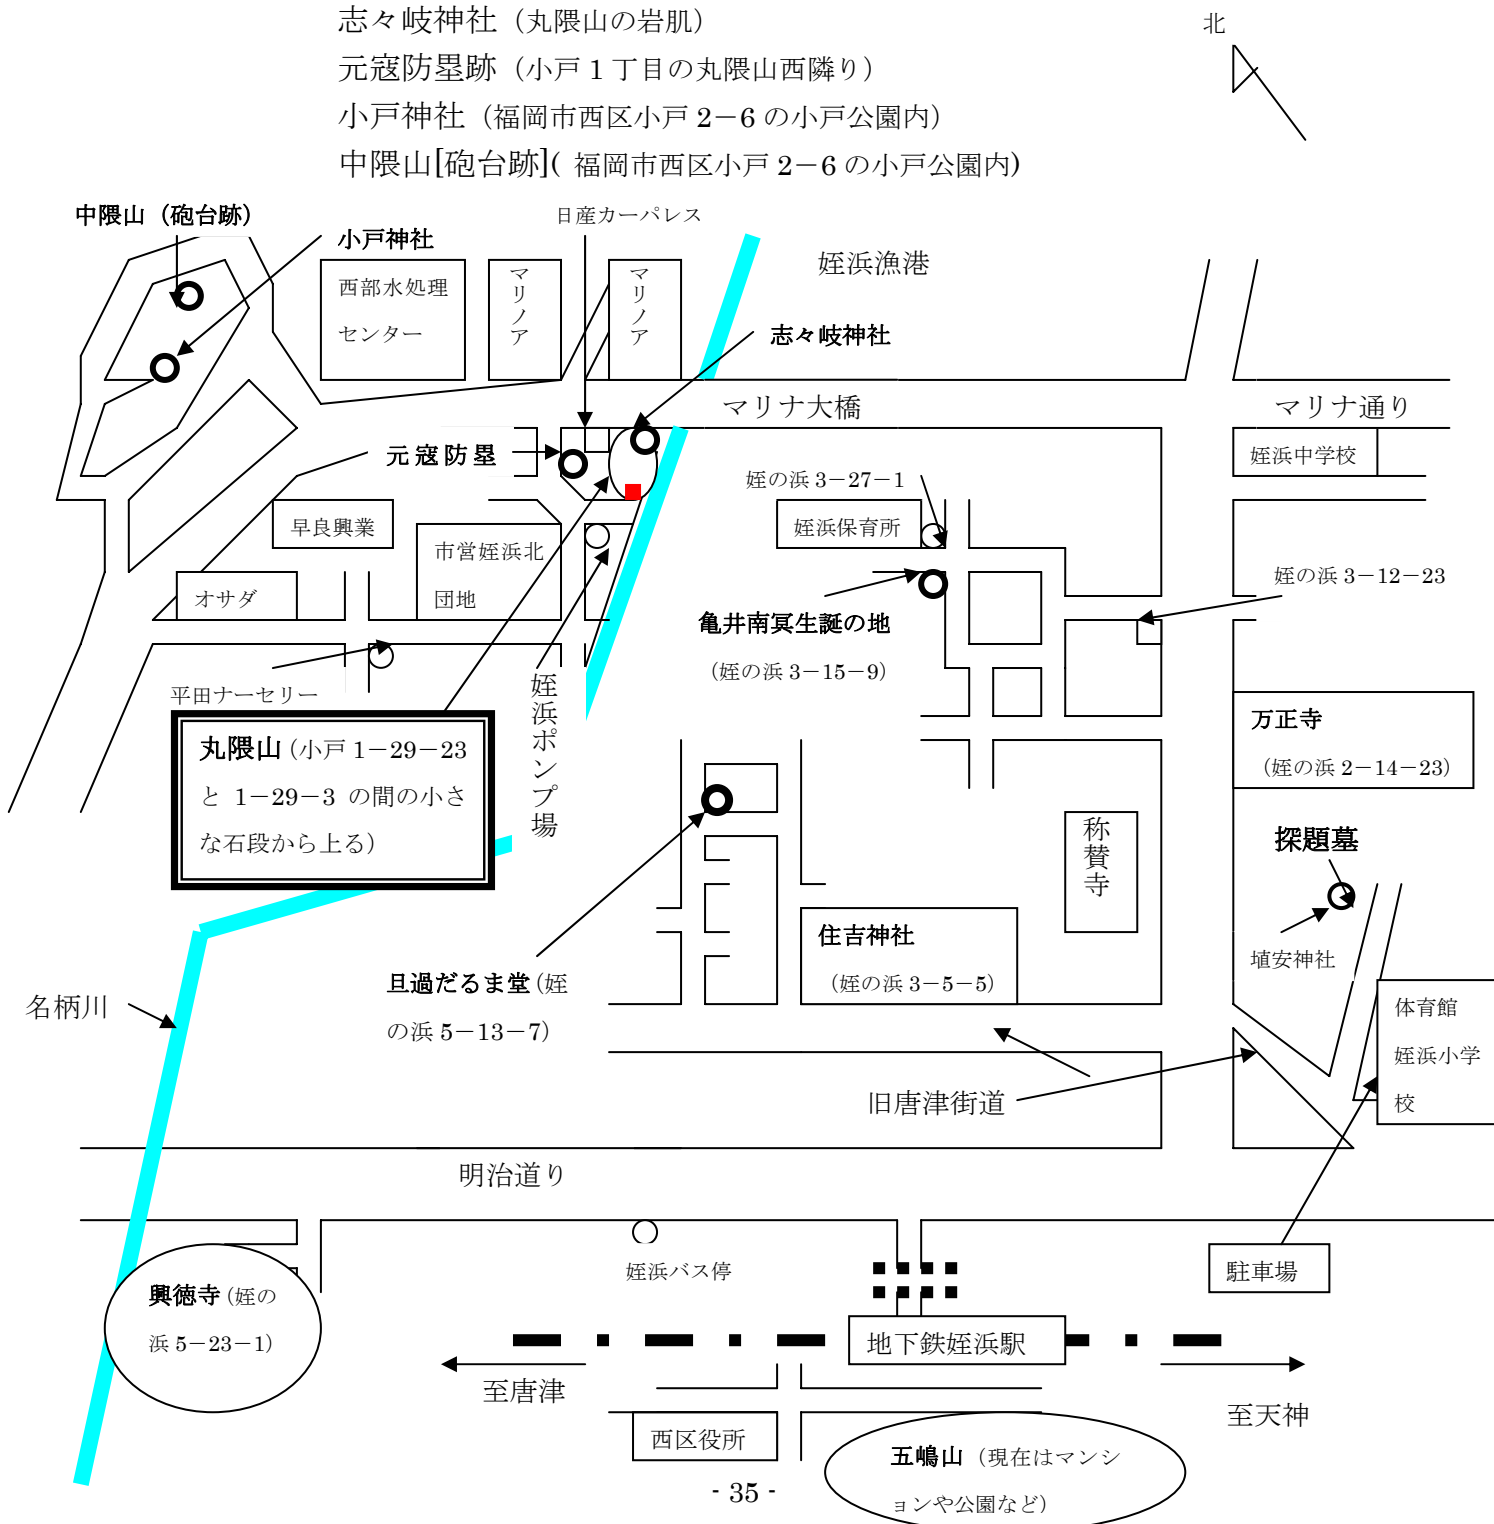 志々岐神社（丸隈山の岩肌）
北
元寇防塁跡（小戸 1 丁目の丸隈山西隣り）
小戸神社（福岡市西区小戸 2−6 の小戸公園内）
中隈山[砲台跡]( 福岡市西区小戸 2−6 の小戸公園内)
中隈山（砲台跡）
小戸神社
日産カーパレス
姪浜漁港
西部水処理
センター
マリノア
マリノア
志々岐神社
マリナ大橋
マリナ通り
元寇防塁
姪の浜 3−27−1
姪浜中学校
早良興業
市営姪浜北
団地
姪浜保育所
オサダ
姪の浜 3−12−23
亀井南冥生誕の地
（姪の浜 3−15−9）
平田ナーセリー
姪浜ポンプ場
丸隈山（小戸 1−29−23
と 1−29−3 の間の小さ
な石段から上る）
万正寺
（姪の浜 2−14−23）
称賛寺
探題墓
住吉神社
（姪の浜 3−5−5）
埴安神社
旦過だるま堂（姪
の浜 5−13−7）
名柄川
体育館
姪浜小学
校
旧唐津街道
明治道り
姪浜バス停
駐車場
興徳寺（姪の
浜 5−23−1）
地下鉄姪浜駅
至唐津
至天神
西区役所
五嶋山（現在はマンシ
ョンや公園など）
- 35 -